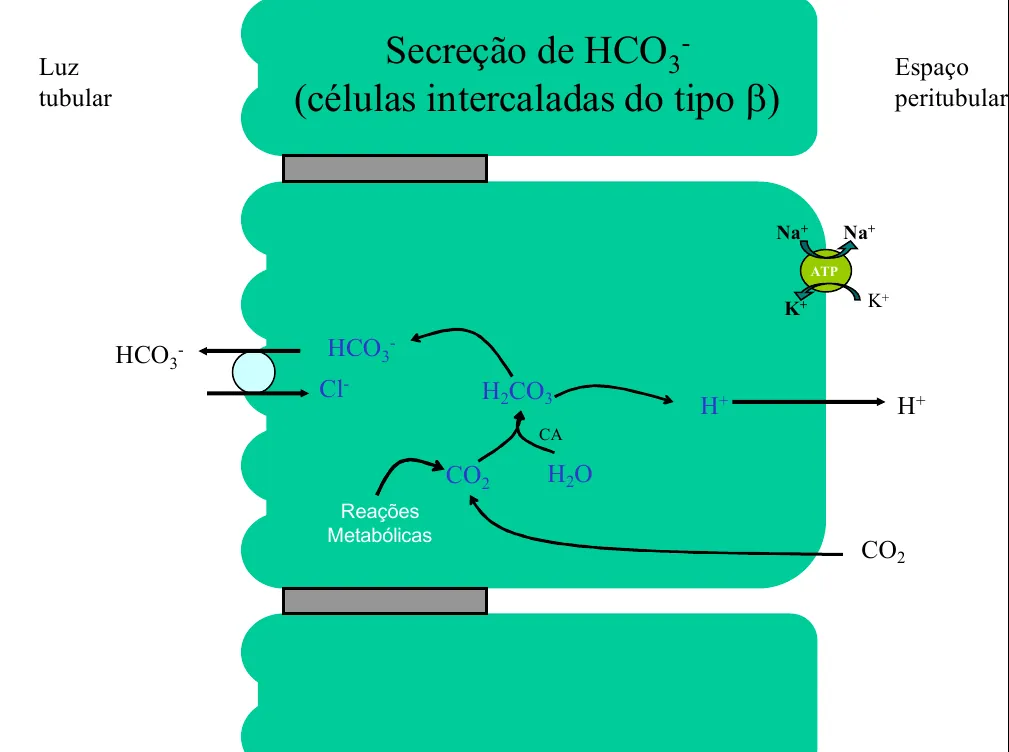 Secreção de HCO₃⁻
(células intercaladas do tipo β)
Luz
tubular
Espaço
peritubular
Na⁺ Na⁺
ATP
K⁺ K⁺
HCO₃⁻ HCO₃⁻
Cl⁻
H₂CO₃
H⁺ H⁺
CA
CO₂ H₂O
Reações
Metabólicas
CO₂